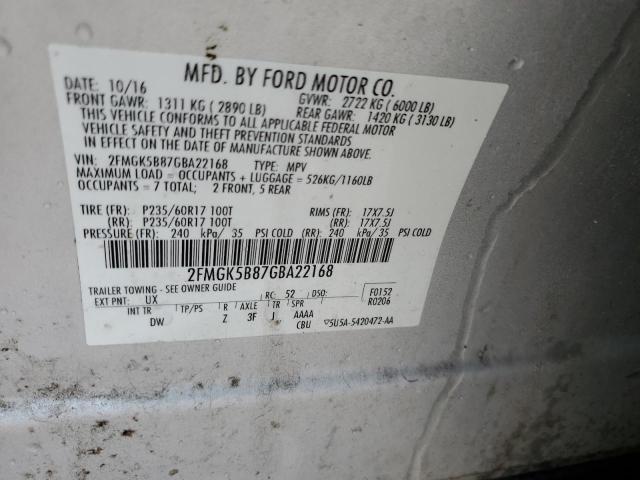 MFD. BY FORD MOTOR CO.
DATE: 10/16 GVWR: 2722 KG ( 6000 LB)
FRONT GAWR: 1311 KG ( 2890 LB) REAR GAWR: 1420 KG ( 3130 LB)
THIS VEHICLE CONFORMS TO ALL APPLICABLE FEDERAL MOTOR
VEHICLE SAFETY AND THEFT PREVENTION STANDARDS
IN EFFECT ON THE DATE OF MANUFACTURE SHOWN ABOVE.
VIN: 2FMGK5B87GBA22168 TYPE: MPV
MAXIMUM LOAD = OCCUPANTS + LUGGAGE = 526KG/1160LB
OCCUPANTS = 7 TOTAL; 2 FRONT, 5 REAR
TIRE (FR): P235/60R17 100T RIMS (FR): 17X7.5J
(RR): P235/60R17 100T (RR): 17X7.5J
PRESSURE (FR): 240 kPa/ 35 PSI COLD (RR): 240 kPa/ 35 PSI COLD
2FMGK5B87GBA22168
TRAILER TOWING - SEE OWNER GUIDE
EXT PNT: UX RC: 52 DSO: F0152
R0206
INT TR TP/PS R AXLE TR SPR
DW Z 3F J AAAA
CBU
5U5A-5420472-AA